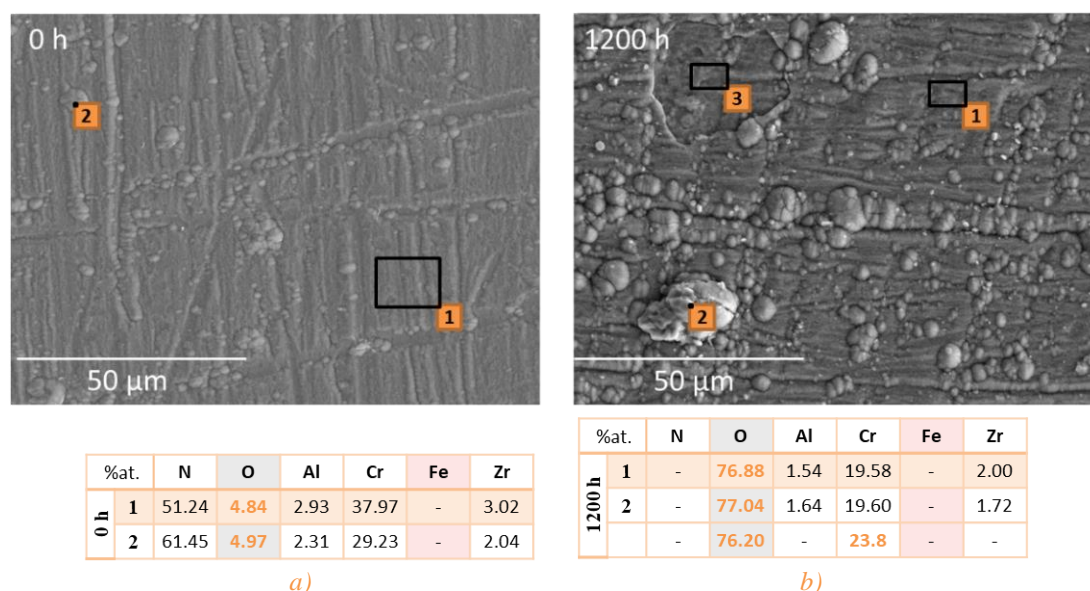 0 h
2
1
50 µm
1200 h
3
1
2
50 µm
%at. N O Al Cr Fe Zr
0 h
1 51.24 4.84 2.93 37.97 - 3.02
2 61.45 4.97 2.31 29.23 - 2.04
a)
%at. N O Al Cr Fe Zr
1200 h
1 - 76.88 1.54 19.58 - 2.00
2 - 77.04 1.64 19.60 - 1.72
- 76.20 - 23.8 - -
b)